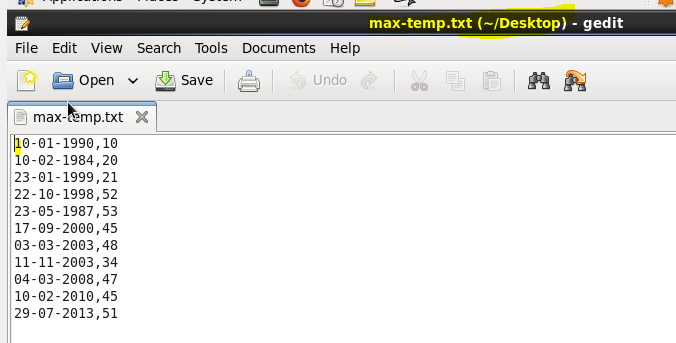 max-temp.txt (~/Desktop) - gedit
File Edit View Search Tools Documents Help
Open Save Undo
max-temp.txt
10-01-1990,10
10-02-1984,20
23-01-1999,21
22-10-1998,52
23-05-1987,53
17-09-2000,45
03-03-2003,48
11-11-2003,34
04-03-2008,47
10-02-2010,45
29-07-2013,51